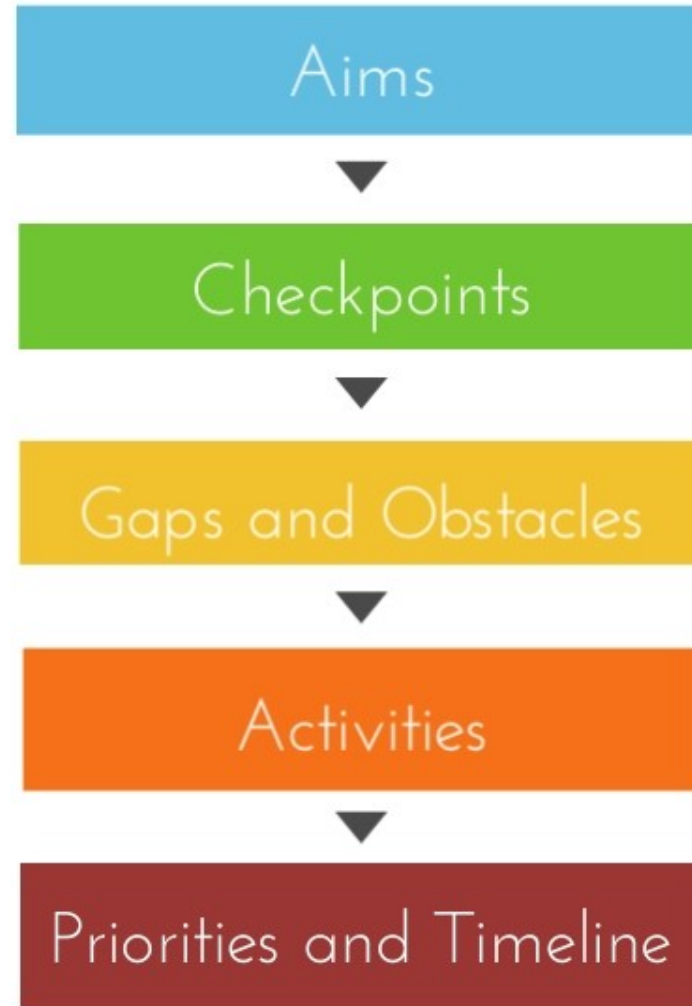 Aims
Checkpoints
Gaps and Obstacles
Activities
Priorities and Timeline